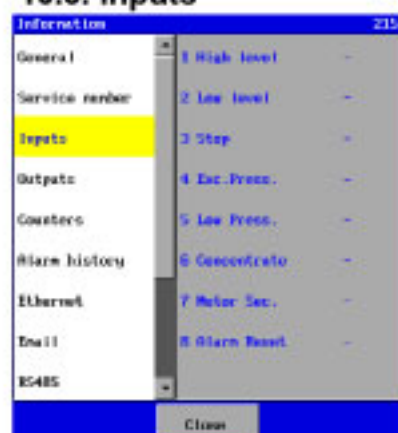 Information 215
General
Service number
Inputs
Outputs
Counters
Alarm history
Ethernet
Email
RS485
1 High level -
2 Low level -
3 Stop -
4 Exc.Press. -
5 Low Press. -
6 Concentrate -
7 Motor Sec. -
8 Alarm Reset -
Close